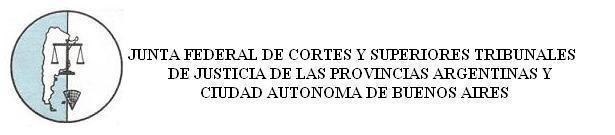 JUNTA FEDERAL DE CORTES Y SUPERIORES TRIBUNALES
DE JUSTICIA DE LAS PROVINCIAS ARGENTINAS Y
CIUDAD AUTONOMA DE BUENOS AIRES